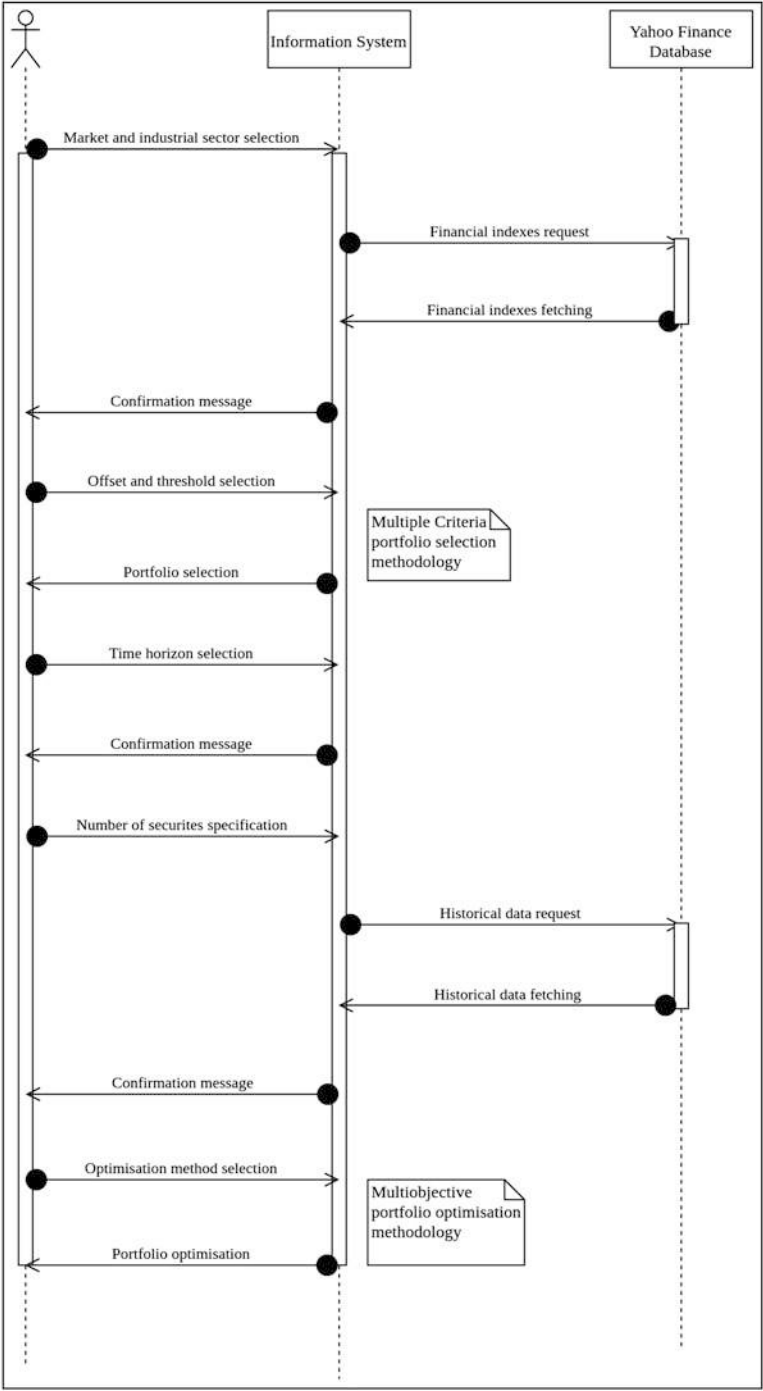 Information System
Yahoo Finance
Database
Market and industrial sector selection
Financial indexes request
Financial indexes fetching
Confirmation message
Offset and threshold selection
Multiple Criteria
portfolio selection
methodology
Portfolio selection
Time horizon selection
Confirmation message
Number of securites specification
Historical data request
Historical data fetching
Confirmation message
Optimisation method selection
Multiobjective
portfolio optimisation
methodology
Portfolio optimisation